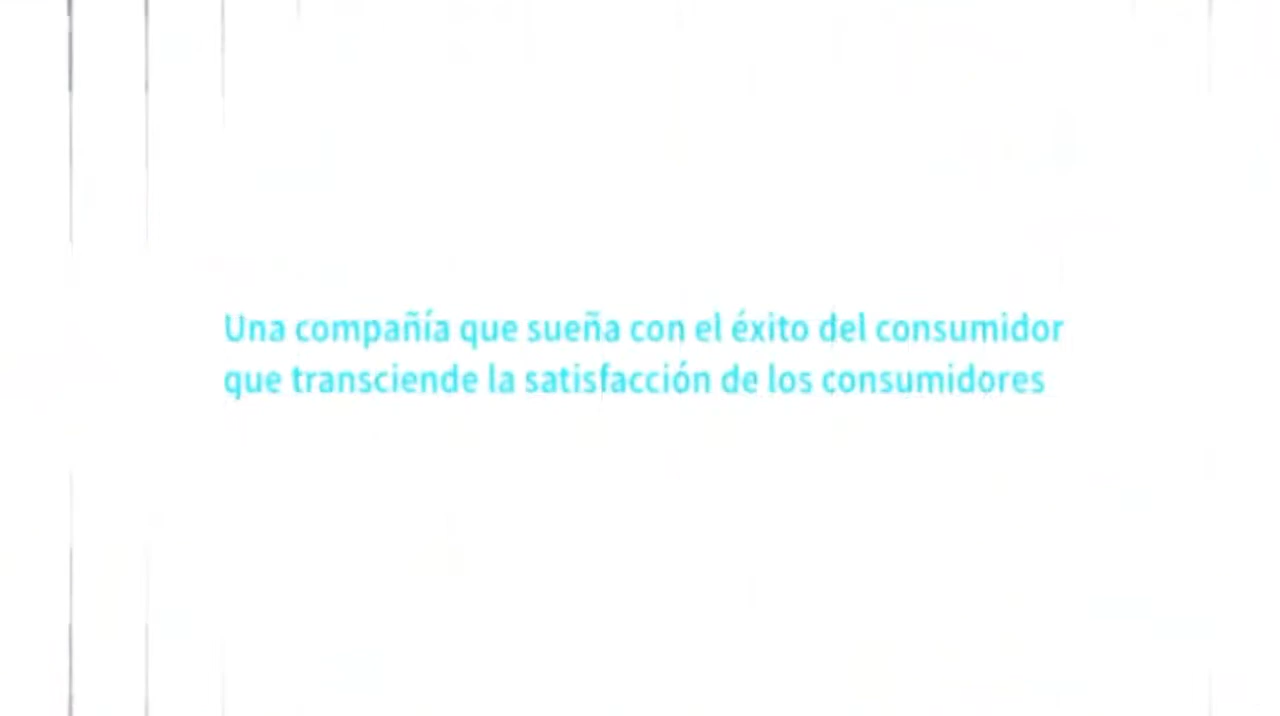 Una compañía que sueña con el éxito del consumidor
que transciende la satisfacción de los consumidores